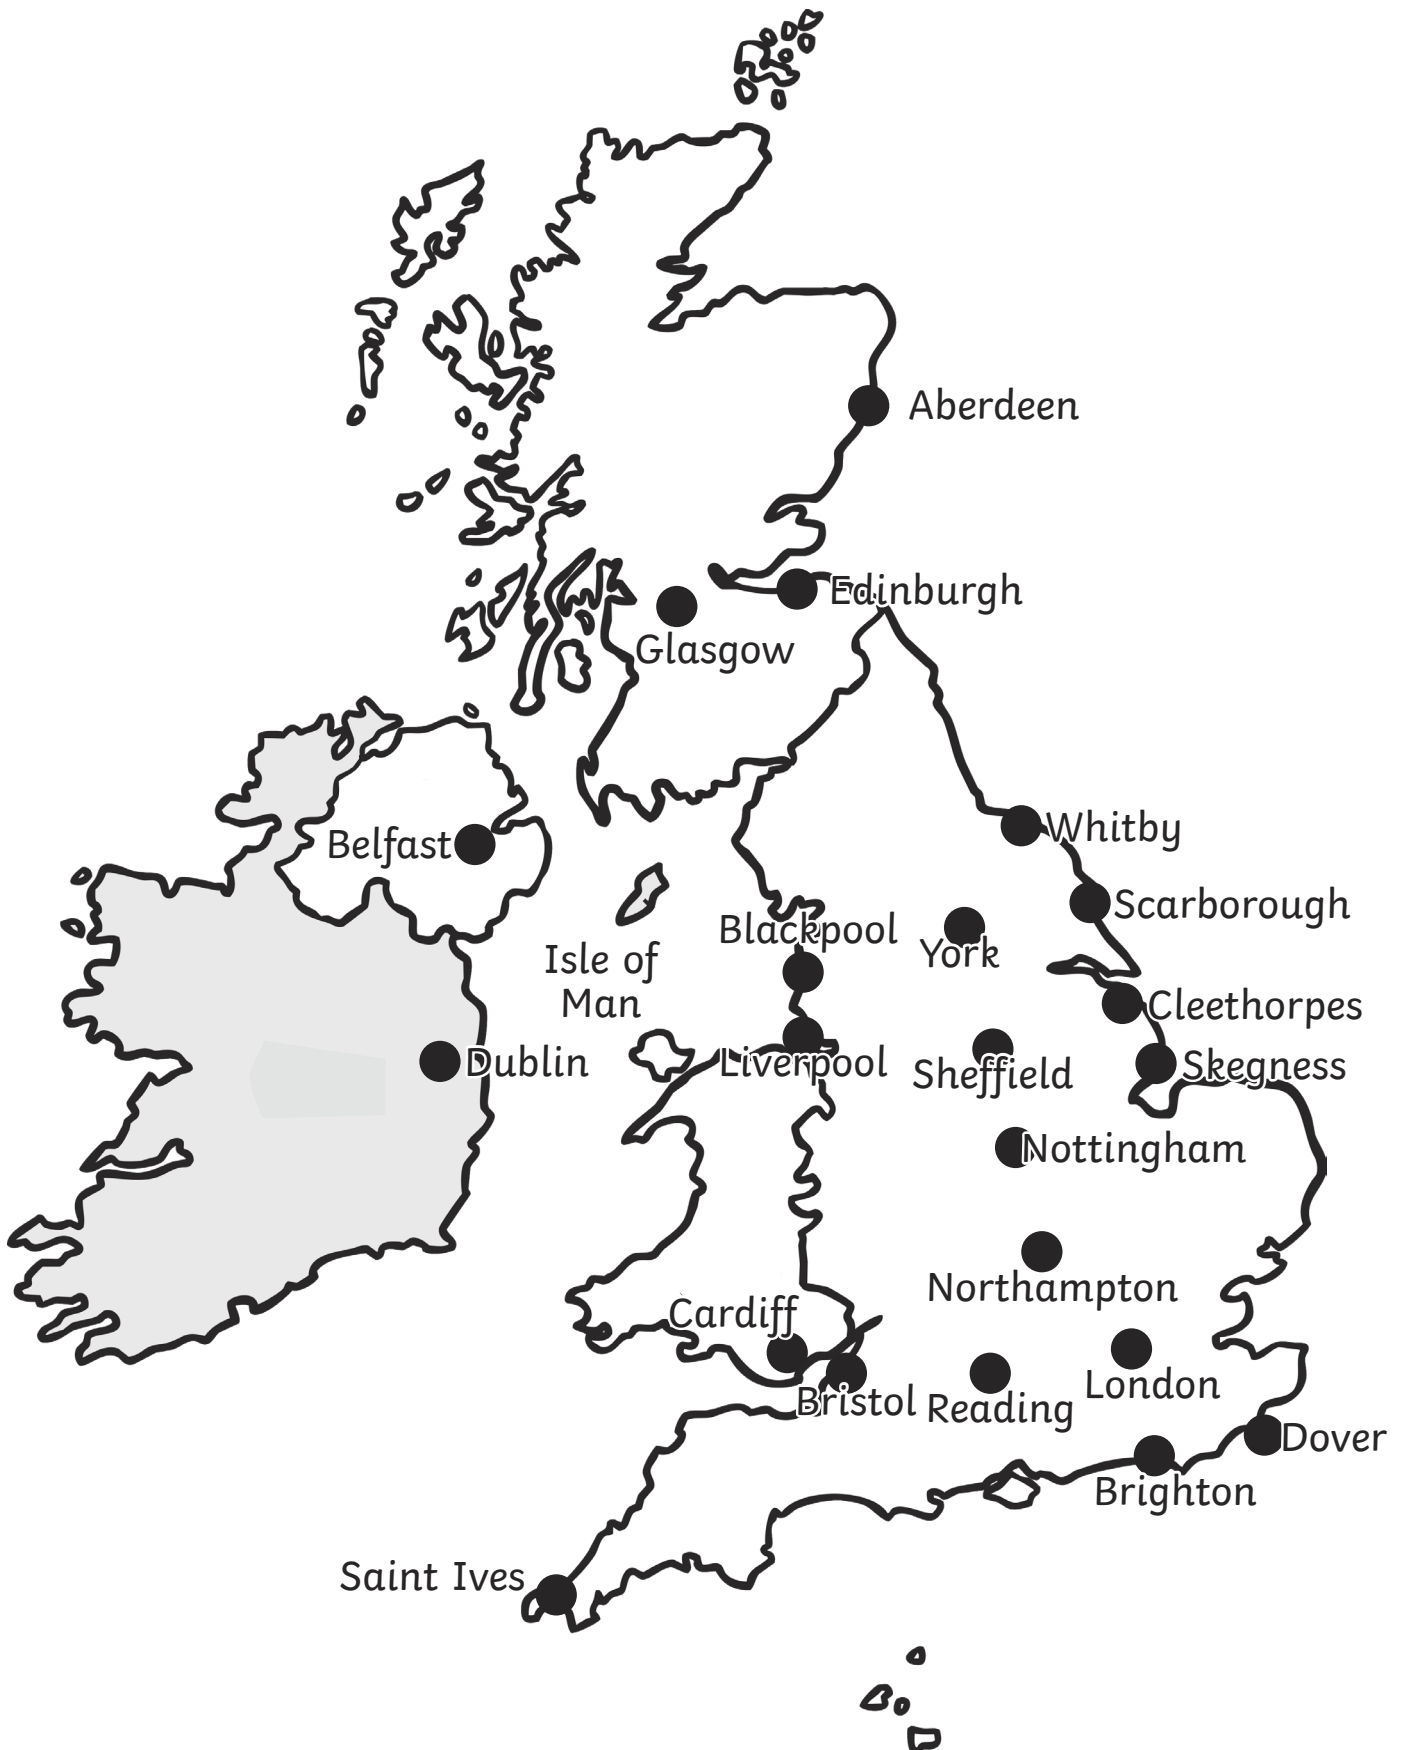 Aberdeen
Edinburgh
Glasgow
Whitby
Belfast
Scarborough
Blackpool
York
Isle of
Man
Cleethorpes
Dublin
Liverpool
Sheffield
Skegness
Nottingham
Northampton
Cardiff
London
Bristol
Reading
Dover
Brighton
Saint Ives